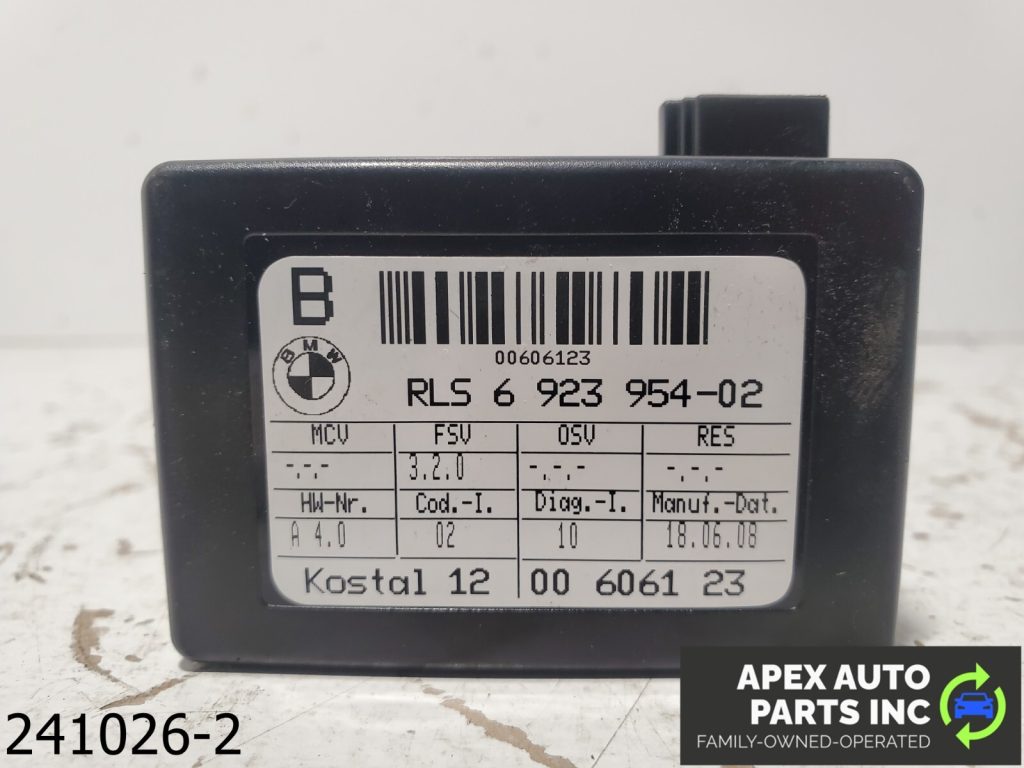 B
BMW
00606123
RLS 6 923 954-02
MCV FSV OSV RES
-.-.- 3.2.0 -.-.- -.-.-
HW-Nr. Cod.-I. Diag.-I. Manuf.-Dat.
A 4.0 02 10 18.06.08
Kostal 12 00 6061 23
241026-2
APEX AUTO
PARTS INC
FAMILY-OWNED-OPERATED